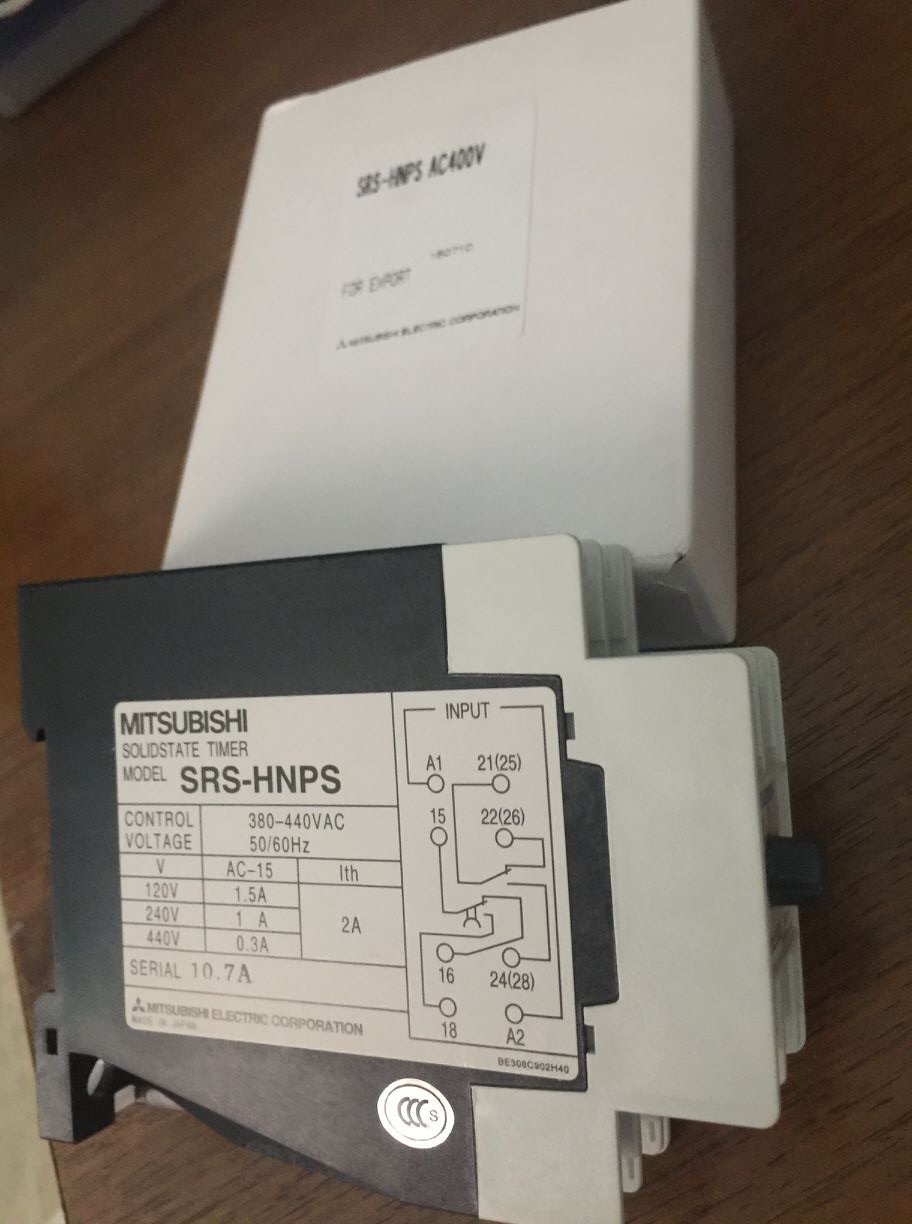 SRS-HNPS AC400V
FOR EXPORT
MITSUBISHI ELECTRIC CORPORATION
MITSUBISHI
SOLIDSTATE TIMER
MODEL SRS-HNPS
CONTROL VOLTAGE 380-440VAC 50/60Hz
V AC-15 Ith
120V 1.5A
240V 1 A 2A
440V 0.3A
SERIAL 10.7A
MITSUBISHI ELECTRIC CORPORATION
MADE IN JAPAN
INPUT
A1 21(25)
15 22(26)
16 24(28)
18 A2
BE308C902H40
CCC S